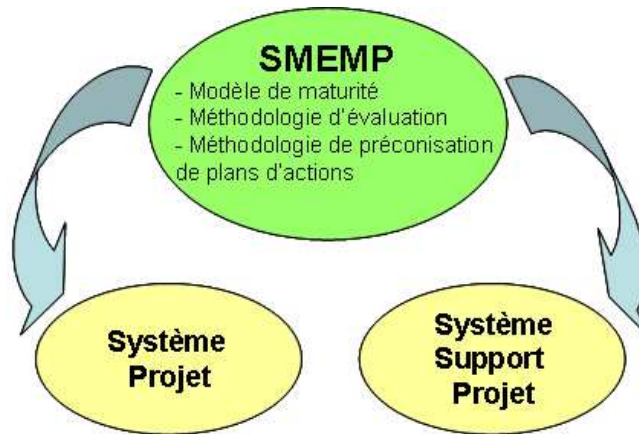 SMEMP
- Modèle de maturité
- Méthodologie d'évaluation
- Méthodologie de préconisation
de plans d'actions
Système
Projet
Système
Support
Projet